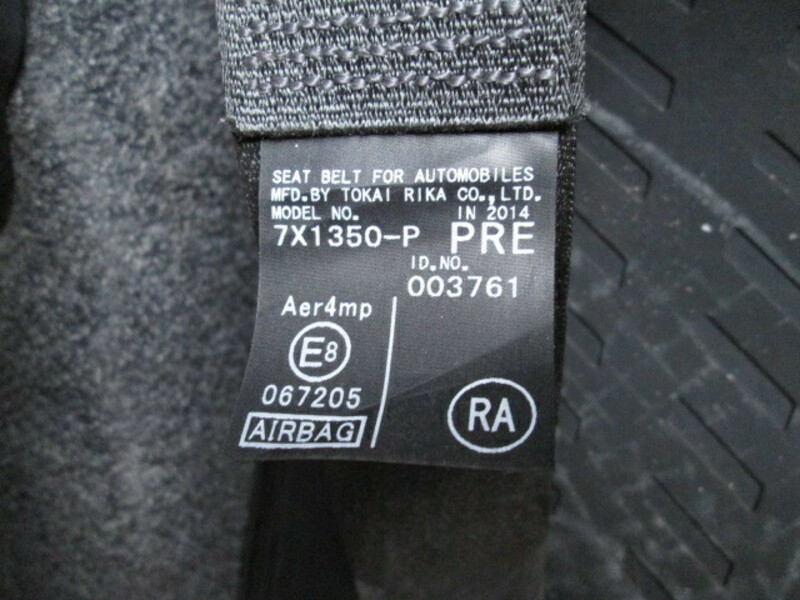 SEAT BELT FOR AUTOMOBILES
MFD.BY TOKAI RIKA CO.,LTD.
MODEL NO. IN 2014
7X1350-P PRE
ID.NO.
003761
Aer4mp
E8
067205
AIRBAG
RA